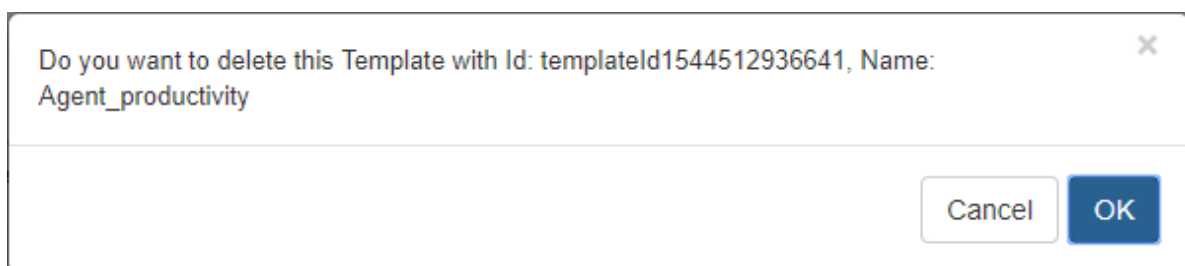 Do you want to delete this Template with Id: templateId1544512936641, Name:
Agent_productivity
×
Cancel
OK